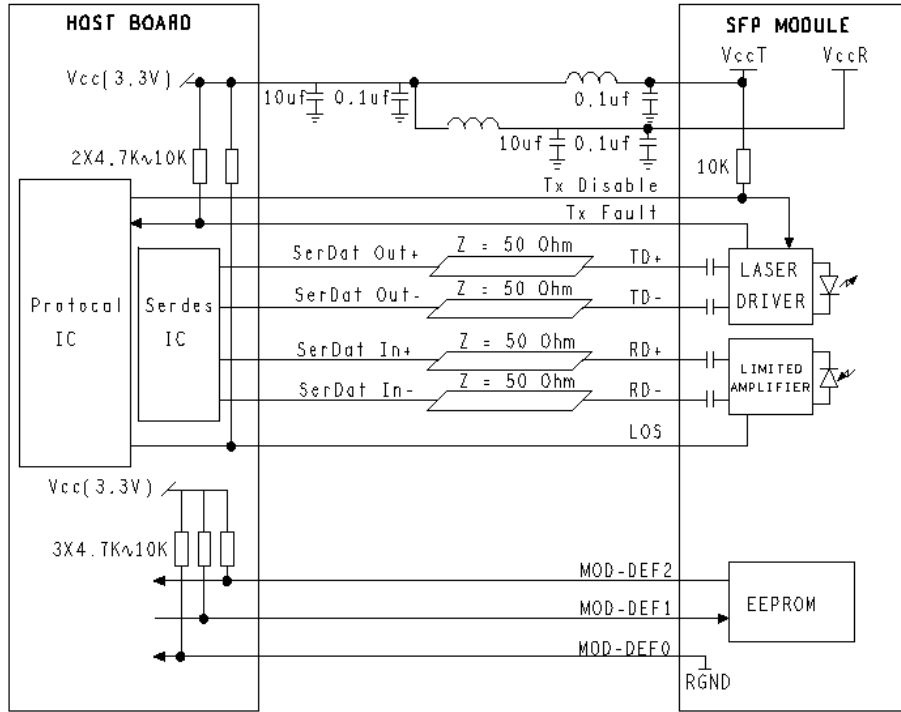 HOST BOARD
SFP MODULE
VccT
VccR
Vcc(3.3V)
10uf
0.1uf
0.1uf
10uf
0.1uf
2X4.7K~10K
10K
Tx Disable
Tx Fault
SerDat Out+
Z = 50 Ohm
TD+
SerDat Out-
Z = 50 Ohm
TD-
LASER
DRIVER
Protocal
IC
Serdes
IC
SerDat In+
Z = 50 Ohm
RD+
SerDat In-
Z = 50 Ohm
RD-
LIMITED
AMPLIFIER
LOS
Vcc(3.3V)
3X4.7K~10K
MOD-DEF2
MOD-DEF1
EEPROM
MOD-DEF0
RGND